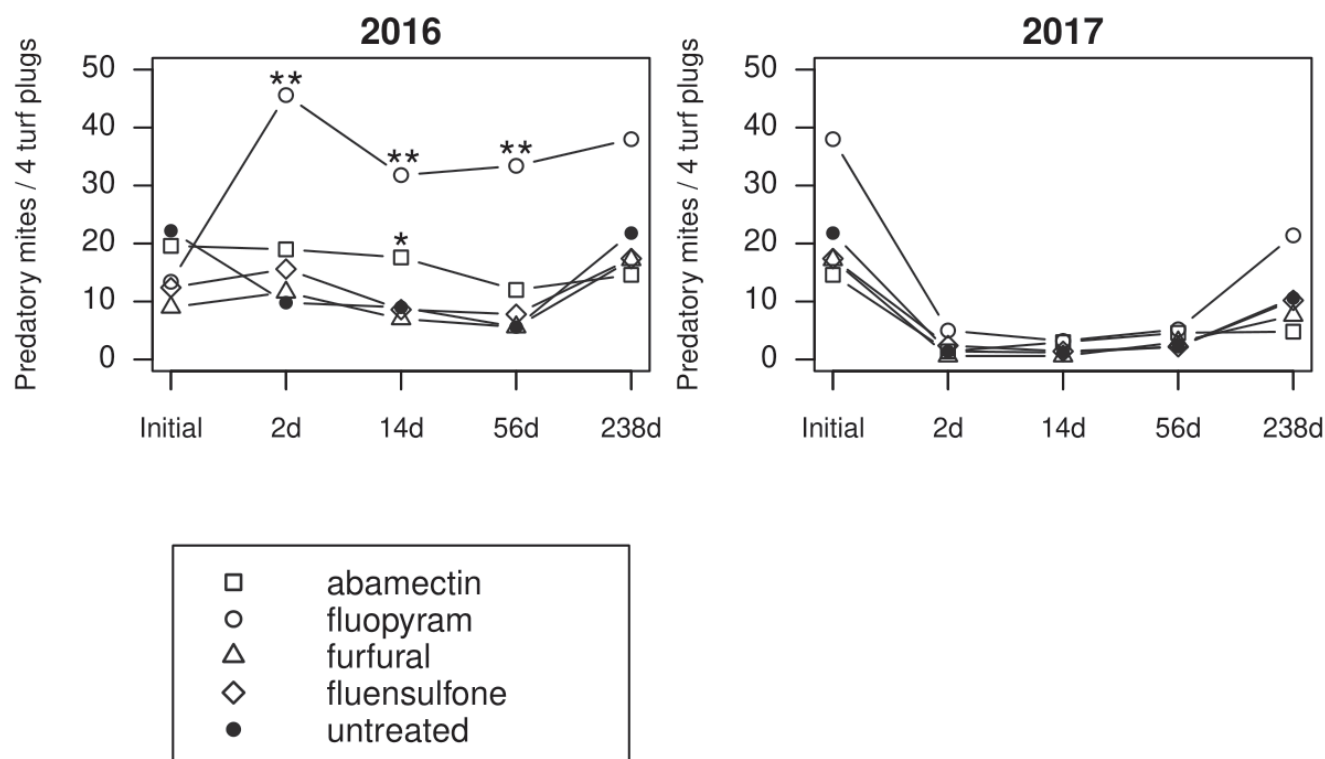 2016
Predatory mites / 4 turf plugs
50
40
30
20
10
0
**
**
**
*
Initial 2d 14d 56d 238d
2017
Predatory mites / 4 turf plugs
50
40
30
20
10
0
Initial 2d 14d 56d 238d
abamectin
fluopyram
furfural
fluensulfone
untreated